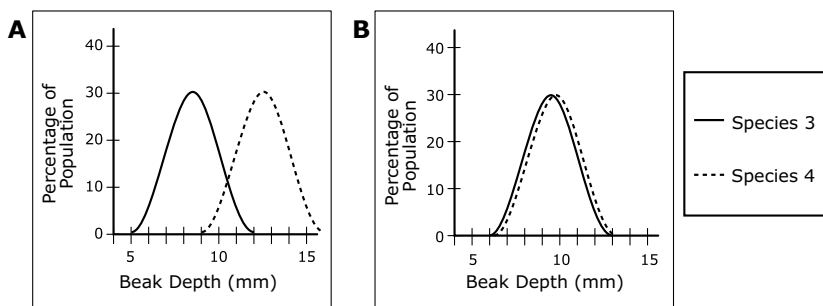 A
Percentage of
Population
40
30
20
10
0
5
10
15
Beak Depth (mm)
B
Percentage of
Population
40
30
20
10
0
5
10
15
Beak Depth (mm)
Species 3
Species 4